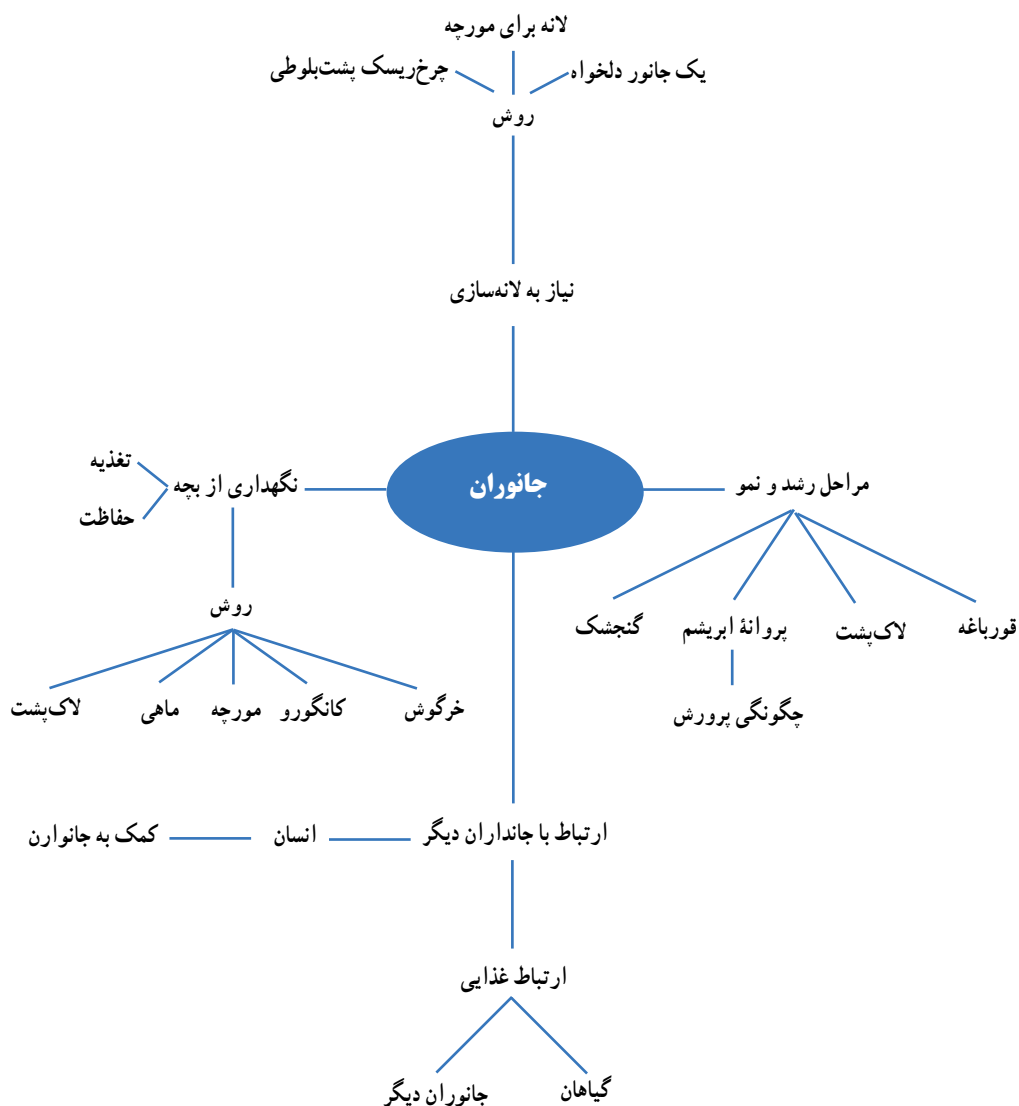 لانه برای مورچه
یک جانور دلخواه
چرخ‌ریسک پشت‌بلوطی
روش
نیاز به لانه‌سازی
جانوران
مراحل رشد و نمو
قورباغه
لاک‌پشت
پروانهٔ ابریشم
گنجشک
چگونگی پرورش
نگهداری از بچه
تغذیه
حفاظت
روش
خرگوش
کانگورو
مورچه
ماهی
لاک‌پشت
ارتباط با جانداران دیگر
انسان
کمک به جانوارن
ارتباط غذایی
گیاهان
جانوران دیگر